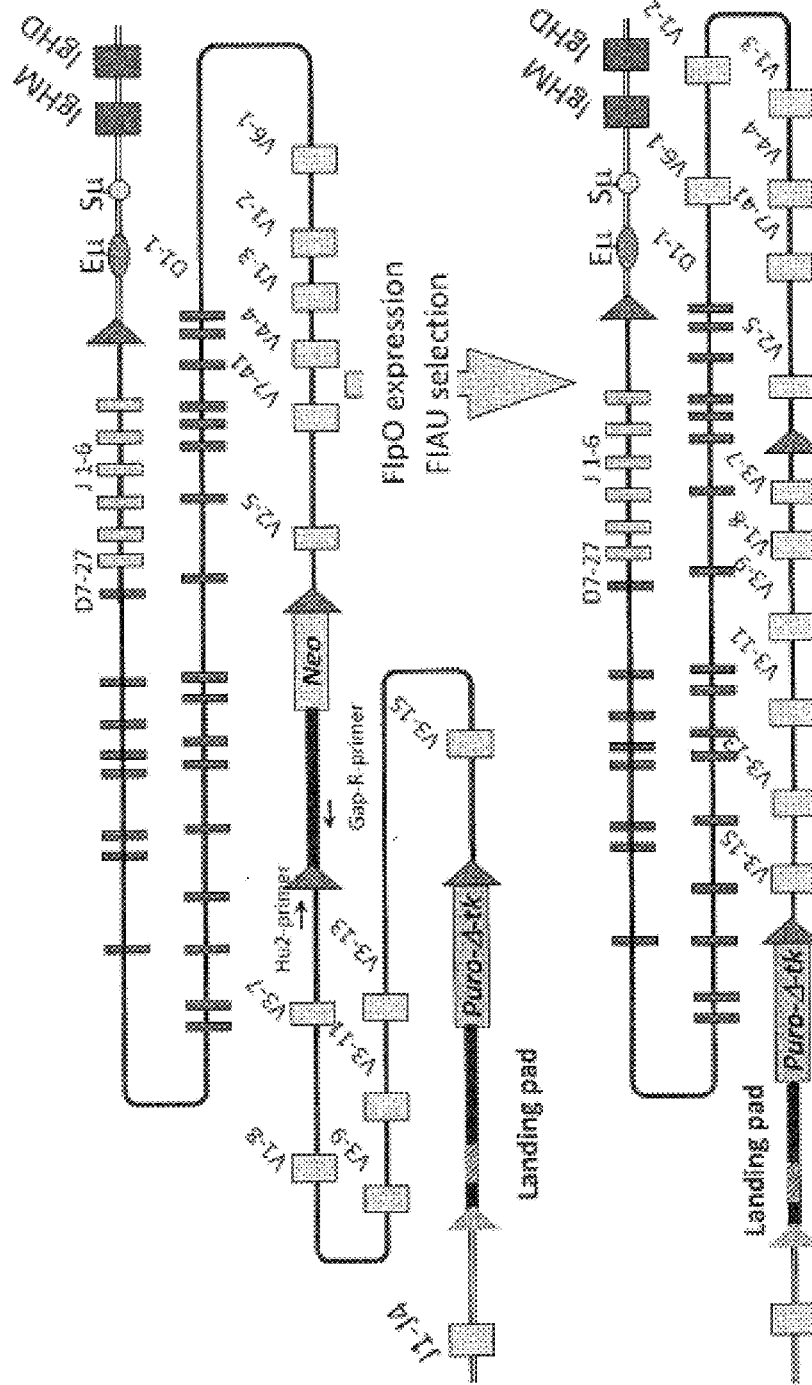 IgHD
IgHM
Sμ
Eμ
J 1-6
D7-27
D1-1
V6-1
V1-2
V1-3
V4-4
V7-41
V2-5
Neo
Gap-R-primer
Hu2-primer
V3-7
V1-8
V3-9
V3-11
V3-13
V3-15
Puro-Δ-tk
Landing pad
J1-J4
FlpO expression
FIAU selection
IgHD
IgHM
Sμ
Eμ
J 1-6
D7-27
D1-1
V6-1
V1-2
V1-3
V4-4
V7-41
V2-5
V3-7
V1-8
V3-9
V3-11
V3-13
V3-15
Puro-Δ-tk
Landing pad